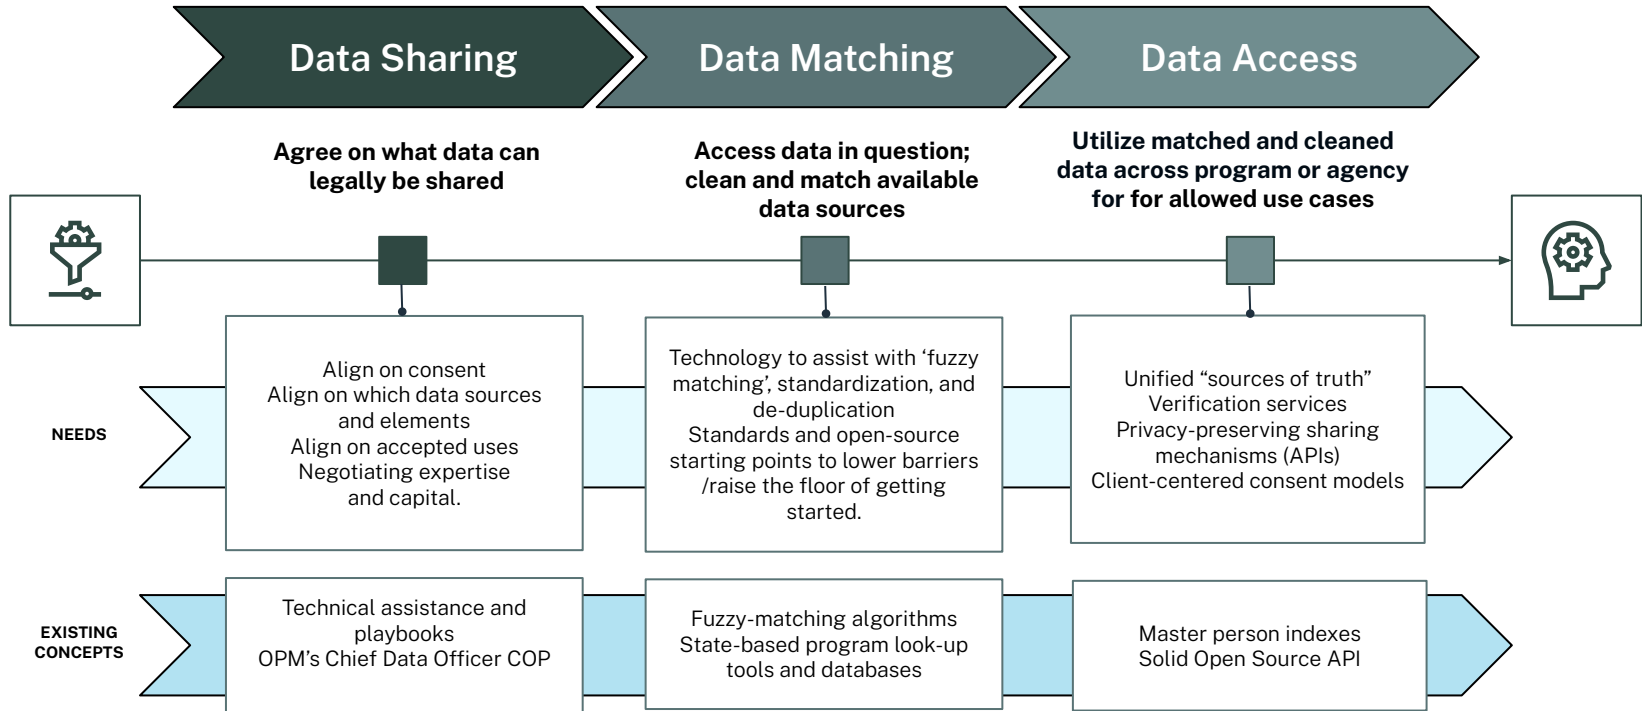 Data Sharing
Data Matching
Data Access
Agree on what data can
legally be shared
Access data in question;
clean and match available
data sources
Utilize matched and cleaned
data across program or agency
for for allowed use cases
NEEDS
Align on consent
Align on which data sources
and elements
Align on accepted uses
Negotiating expertise
and capital.
Technology to assist with ‘fuzzy
matching’, standardization, and
de-duplication
Standards and open-source
starting points to lower barriers
/raise the floor of getting
started.
Unified “sources of truth”
Verification services
Privacy-preserving sharing
mechanisms (APIs)
Client-centered consent models
EXISTING
CONCEPTS
Technical assistance and
playbooks
OPM’s Chief Data Officer COP
Fuzzy-matching algorithms
State-based program look-up
tools and databases
Master person indexes
Solid Open Source API